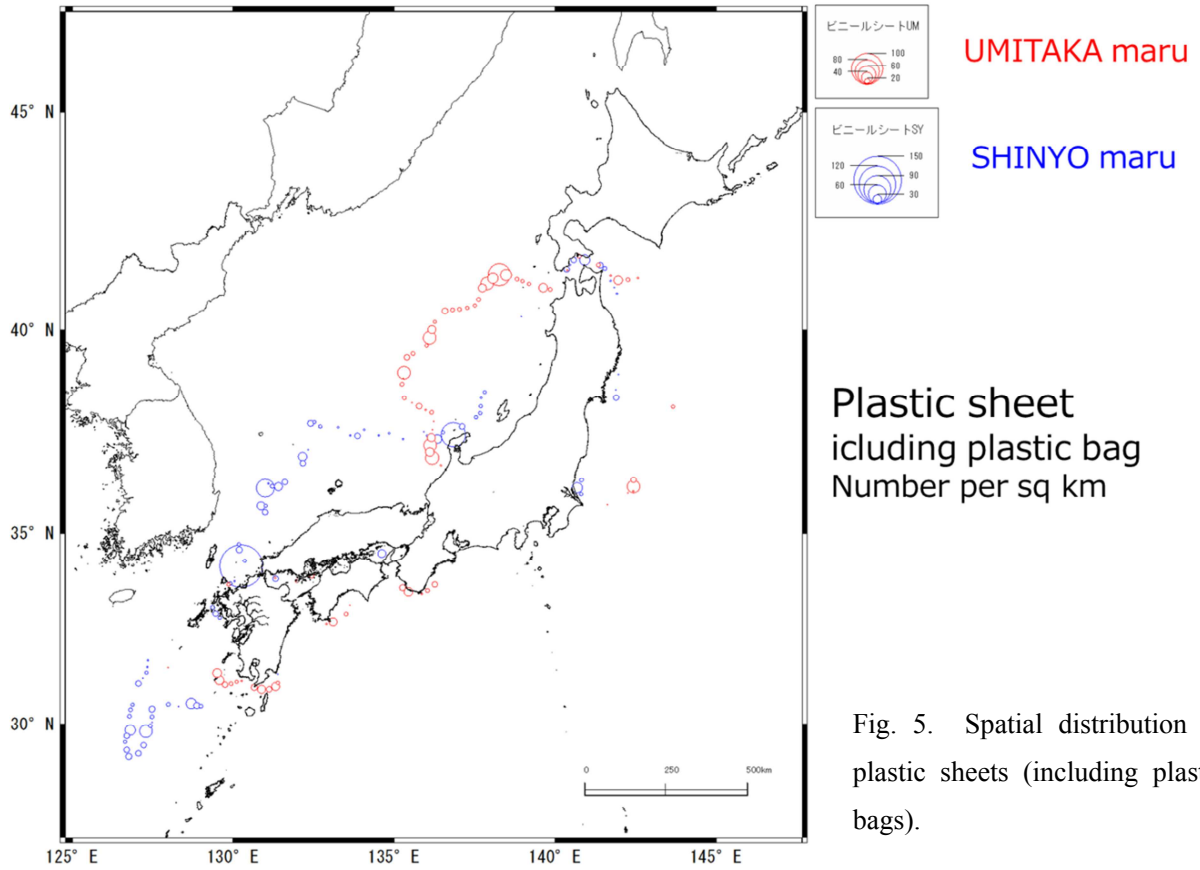 ビニールシートUM
100
80
60
40
20
UMITAKA maru
ビニールシートSY
150
120
90
60
30
SHINYO maru
45° N
40° N
35° N
30° N
125° E
130° E
135° E
140° E
145° E
0
250
500km
Plastic sheet
icluding plastic bag
Number per sq km
Fig. 5. Spatial distribution
plastic sheets (including plast
bags).